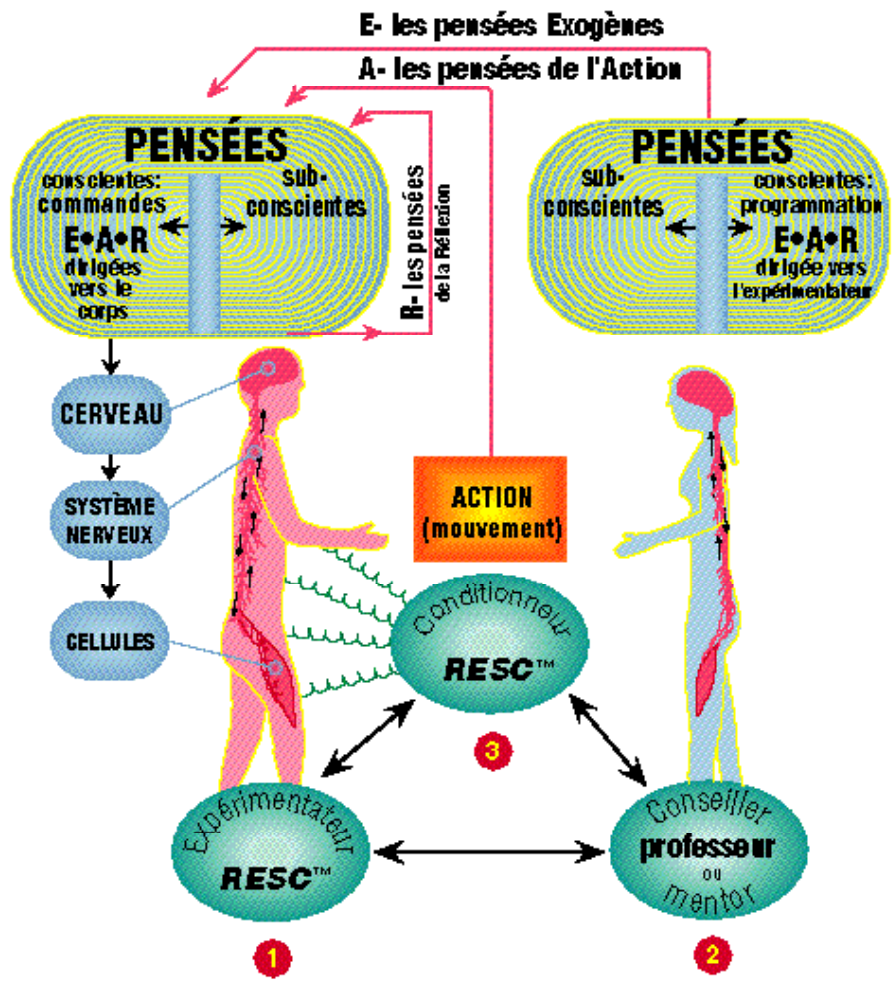 E- les pensées Exogènes
A- les pensées de l'Action
PENSÉES
conscientes:
commandes
E•A•R
dirigées
vers le
corps
sub-
conscientes
R- les pensées
de la Réflexion
PENSÉES
sub-
conscientes
conscientes:
programmation
E•A•R
dirigée vers
l'expérimentateur
CERVEAU
SYSTÈME
NERVEUX
CELLULES
ACTION
(mouvement)
Conditionneur
RESC™
3
Expérimentateur
RESC™
1
Conseiller
professeur
ou
mentor
2